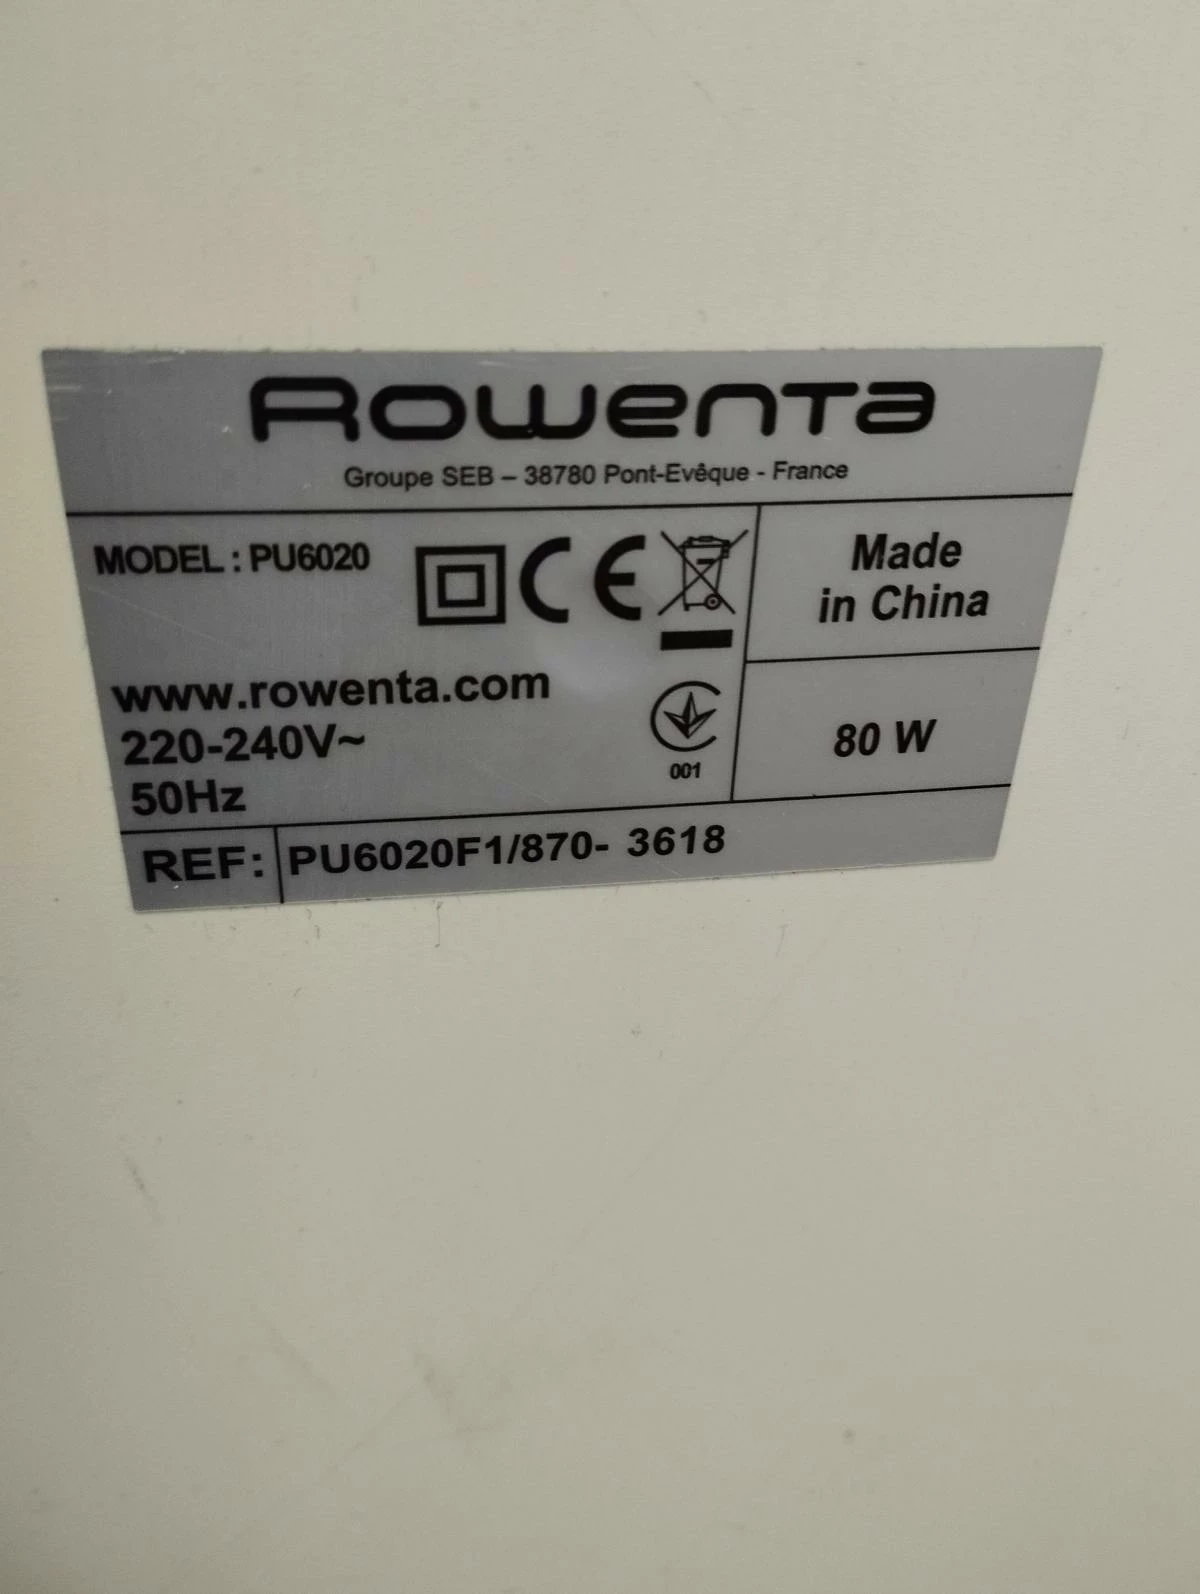 Rowenta
Groupe SEB – 38780 Pont-Evêque - France
MODEL : PU6020
CE
Made
in China
www.rowenta.com
220-240V~
50Hz
001
80 W
REF: PU6020F1/870- 3618